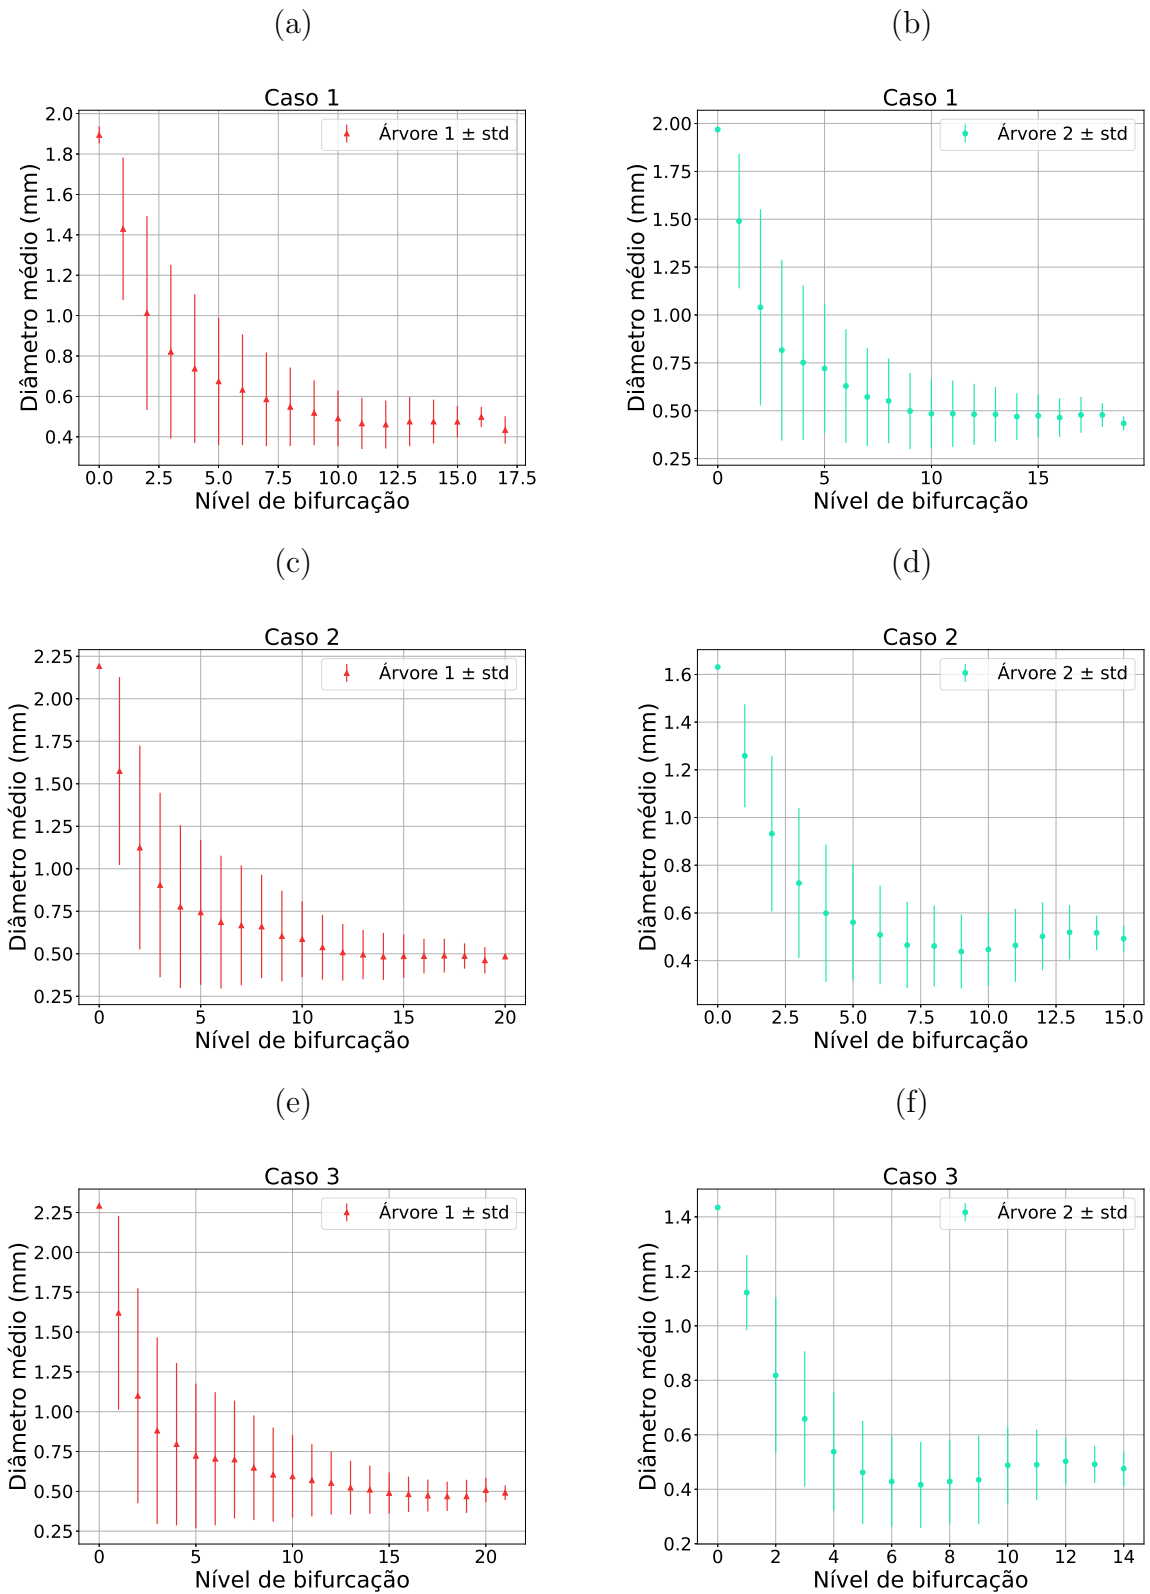 (a)
Caso 1
Árvore 1 ± std
Diâmetro médio (mm)
2.0
1.8
1.6
1.4
1.2
1.0
0.8
0.6
0.4
0.0 2.5 5.0 7.5 10.0 12.5 15.0 17.5
Nível de bifurcação
(b)
Caso 1
Árvore 2 ± std
Diâmetro médio (mm)
2.00
1.75
1.50
1.25
1.00
0.75
0.50
0.25
0 5 10 15
Nível de bifurcação
(c)
Caso 2
Árvore 1 ± std
Diâmetro médio (mm)
2.25
2.00
1.75
1.50
1.25
1.00
0.75
0.50
0.25
0 5 10 15 20
Nível de bifurcação
(d)
Caso 2
Árvore 2 ± std
Diâmetro médio (mm)
1.6
1.4
1.2
1.0
0.8
0.6
0.4
0.0 2.5 5.0 7.5 10.0 12.5 15.0
Nível de bifurcação
(e)
Caso 3
Árvore 1 ± std
Diâmetro médio (mm)
2.25
2.00
1.75
1.50
1.25
1.00
0.75
0.50
0.25
0 5 10 15 20
Nível de bifurcação
(f)
Caso 3
Árvore 2 ± std
Diâmetro médio (mm)
1.4
1.2
1.0
0.8
0.6
0.4
0.2
0 2 4 6 8 10 12 14
Nível de bifurcação